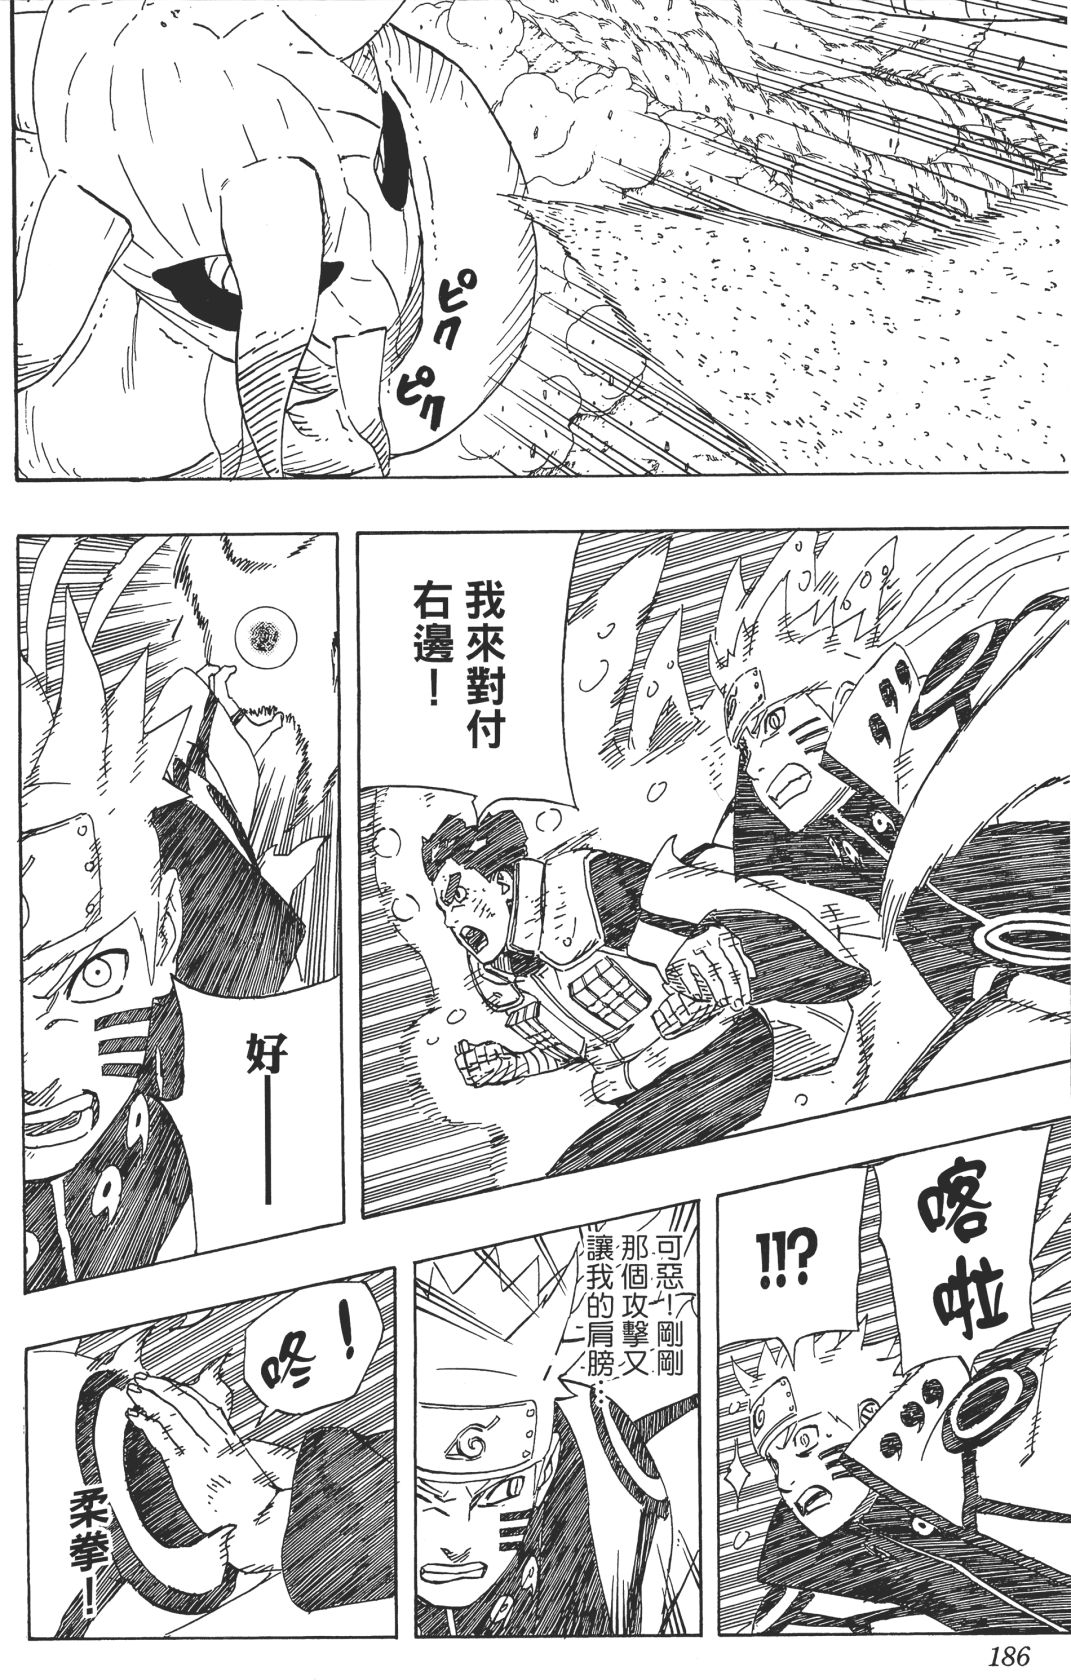 ピクピク
我來對付
右邊！
好——
喀啦
!!?
可惡！剛剛
那個攻擊又
讓我的肩膀
…
咚！
柔拳！
186